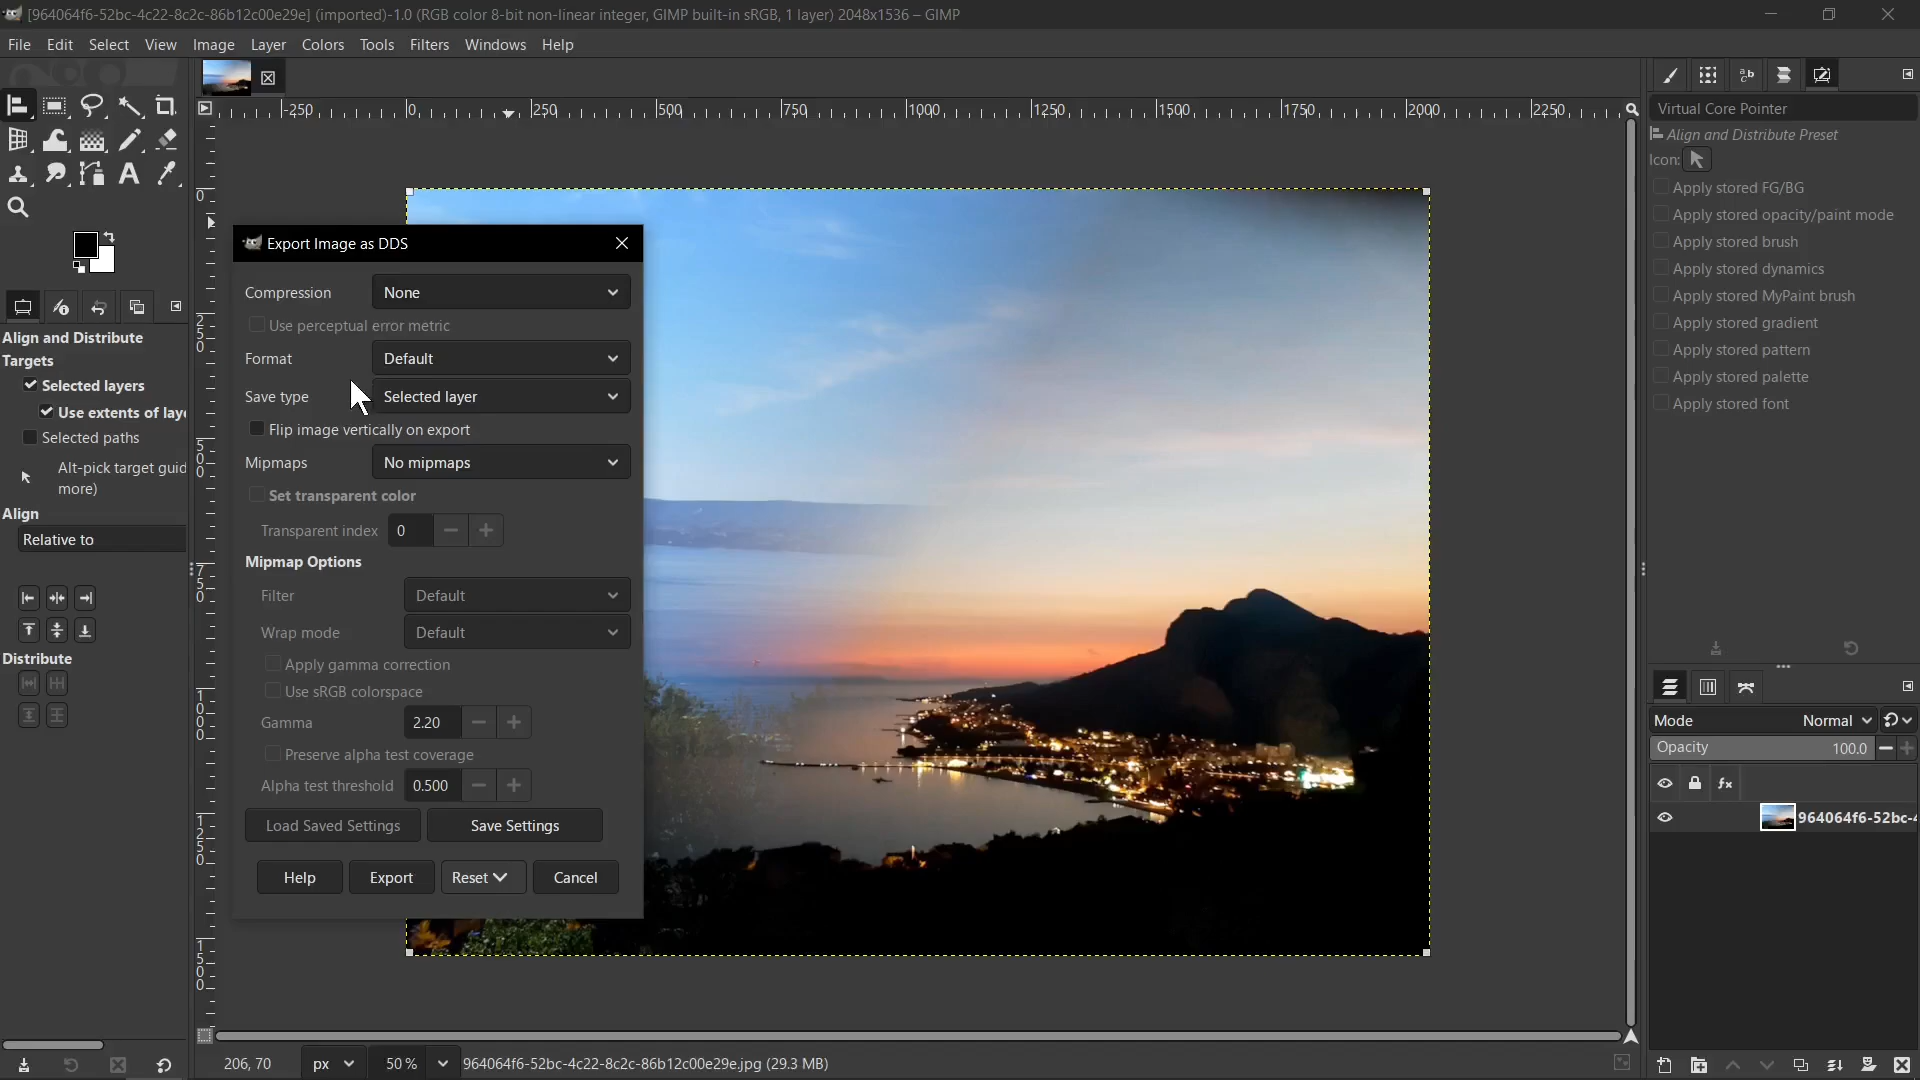 [964064f6-52bc-4c22-8c2c-86b12c00e29e] (imported)-1.0 (RGB color 8-bit non-linear integer, GIMP built-in sRGB, 1 layer) 2048x1536 – GIMP
File Edit Select View Image Layer Colors Tools Filters Windows Help
-250 0 250 500 750 1000 1250 1500 1750 2000 2250
0
250
500
750
1000
1250
1500
Align and Distribute
Targets
Selected layers
Use extents of laye
Selected paths
Alt-pick target guid
more)
Align
Relative to
Distribute
Export Image as DDS
Compression None
Use perceptual error metric
Format Default
Save type Selected layer
Flip image vertically on export
Mipmaps No mipmaps
Set transparent color
Transparent index 0
Mipmap Options
Filter Default
Wrap mode Default
Apply gamma correction
Use sRGB colorspace
Gamma 2.20
Preserve alpha test coverage
Alpha test threshold 0.500
Load Saved Settings Save Settings
Help Export Reset Cancel
Virtual Core Pointer
Align and Distribute Preset
Icon:
Apply stored FG/BG
Apply stored opacity/paint mode
Apply stored brush
Apply stored dynamics
Apply stored MyPaint brush
Apply stored gradient
Apply stored pattern
Apply stored palette
Apply stored font
Mode Normal
Opacity 100.0
fx
964064f6-52bc-4
206, 70 px 50 % 964064f6-52bc-4c22-8c2c-86b12c00e29e.jpg (29.3 MB)